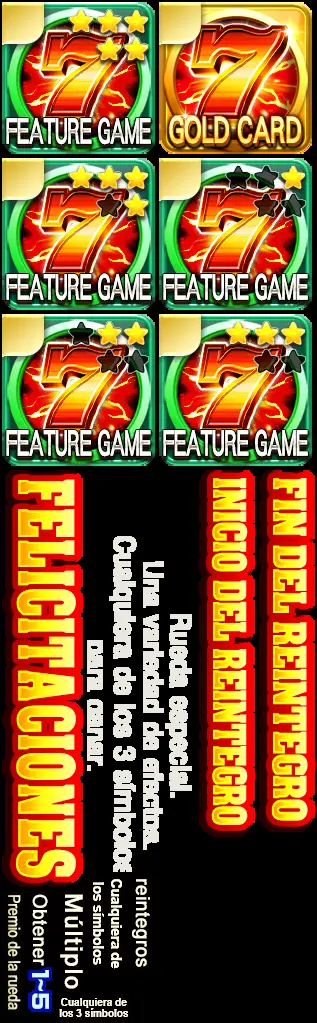 FEATURE GAME
GOLD CARD
FEATURE GAME
FEATURE GAME
FEATURE GAME
FEATURE GAME
FIN DEL REINTEGRO
INICIO DEL REINTEGRO
Rueda especial.
Una variedad de efectos.
Cualquiera de los 3 símbolos
para ganar.
FELICITACIONES
reintegros
Cualquiera de
los símbolos
Múltiplo
Obtener 1~5
Premio de la rueda
Cualquiera de
los 3 símbolos